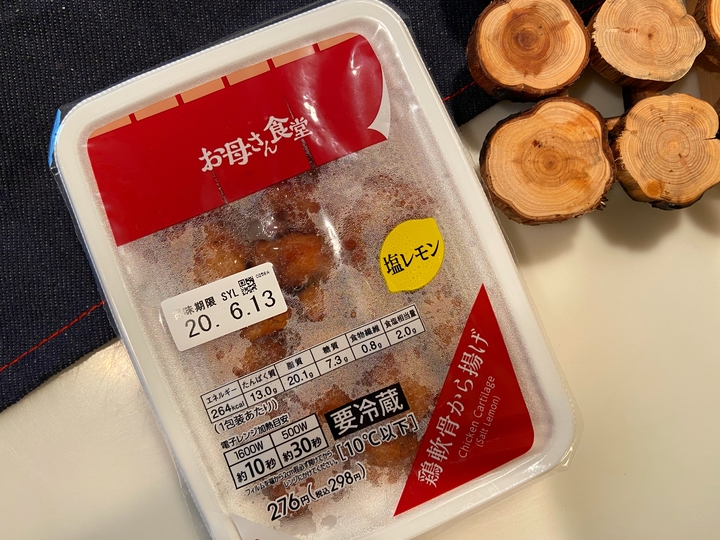 お母さん食堂
塩レモン
賞味期限 SYL
20. 6.13
エネルギー たんぱく質 脂質 糖質 食物繊維 食塩相当量
264kcal 13.0g 20.1g 7.3g 0.8g 2.0g
(1包装あたり)
電子レンジ加熱目安
1600W 500W
約10秒 約30秒
要冷蔵
[10℃以下]
276円(税込298円)
鶏軟骨から揚げ
Chicken Cartilage
(Salt Lemon)